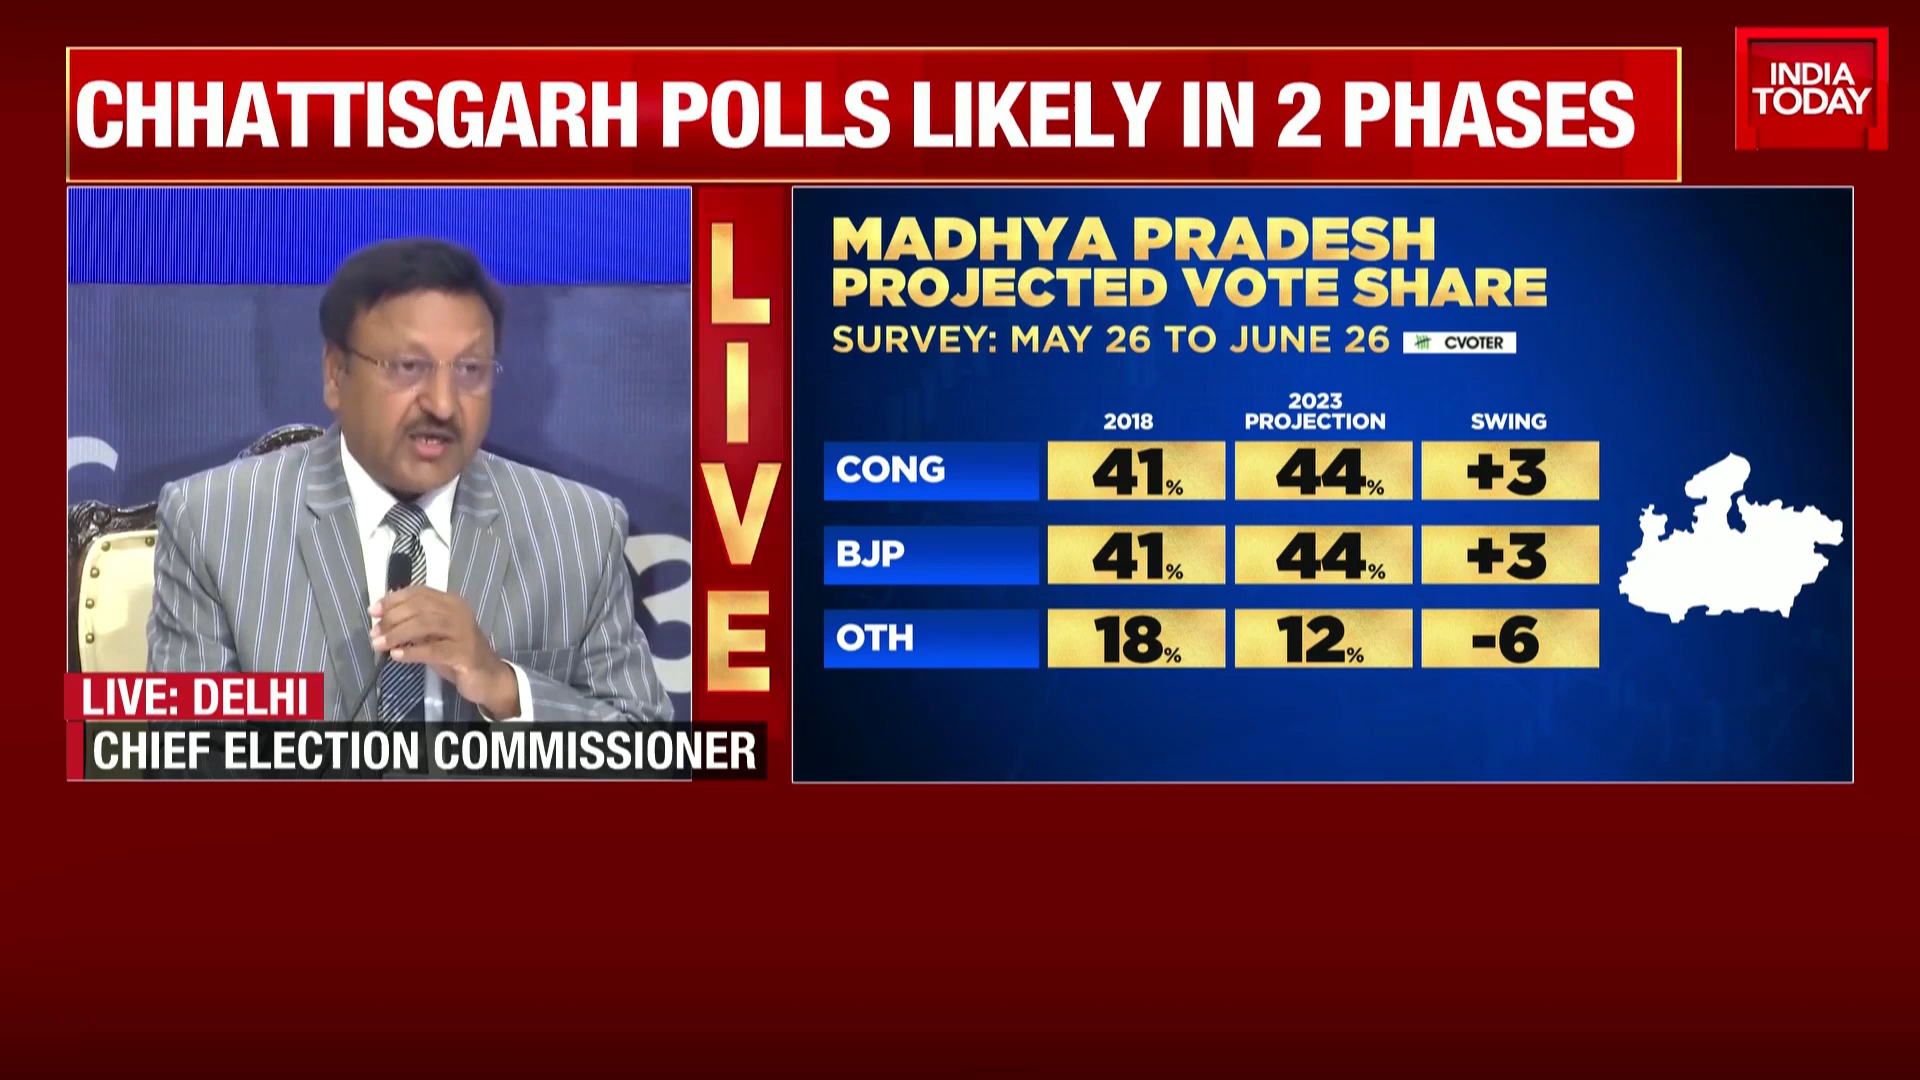 CHHATTISGARH POLLS LIKELY IN 2 PHASES
INDIA
TODAY
LIVE
LIVE: DELHI
CHIEF ELECTION COMMISSIONER
MADHYA PRADESH
PROJECTED VOTE SHARE
SURVEY: MAY 26 TO JUNE 26 CVOTER
2018 2023 PROJECTION SWING
CONG 41% 44% +3
BJP 41% 44% +3
OTH 18% 12% -6